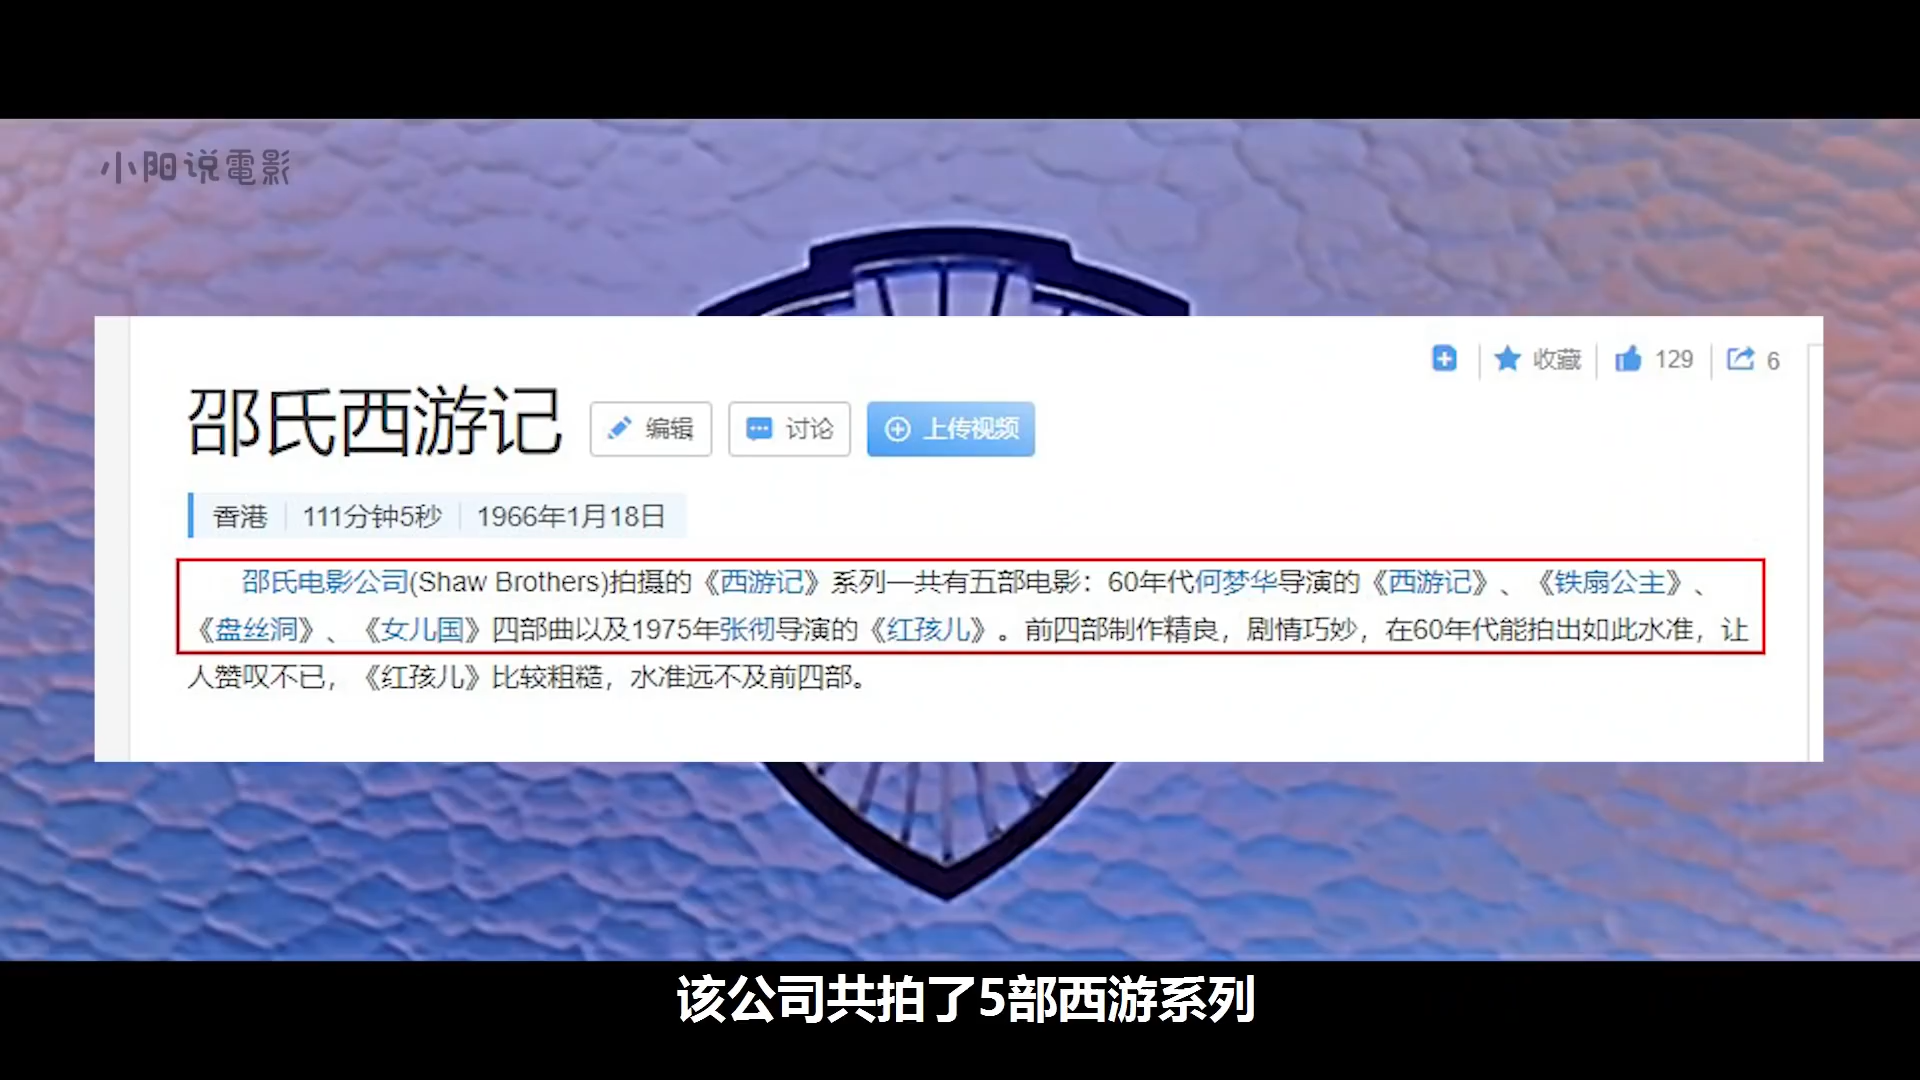 小阳说電影
收藏 129 6
邵氏西游记 编辑 讨论 上传视频
香港 111分钟5秒 1966年1月18日
邵氏电影公司(Shaw Brothers)拍摄的《西游记》系列一共有五部电影：60年代何梦华导演的《西游记》、《铁扇公主》、
《盘丝洞》、《女儿国》四部曲以及1975年张彻导演的《红孩儿》。前四部制作精良，剧情巧妙，在60年代能拍出如此水准，让
人赞叹不已，《红孩儿》比较粗糙，水准远不及前四部。
该公司共拍了5部西游系列